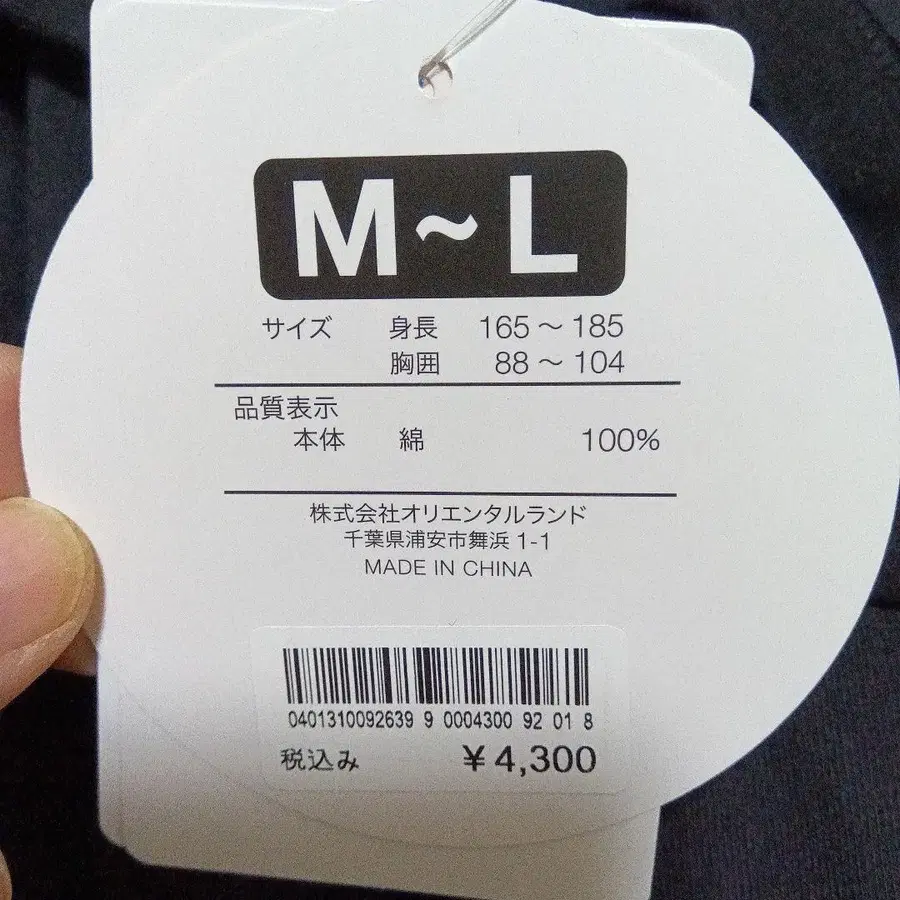 M~L
サイズ 身長 165～185
胸囲 88～104
品質表示
本体 綿 100%
株式会社オリエンタルランド
千葉県浦安市舞浜 1-1
MADE IN CHINA
0401310092639 9 0004300 92 01 8
税込み ¥4,300